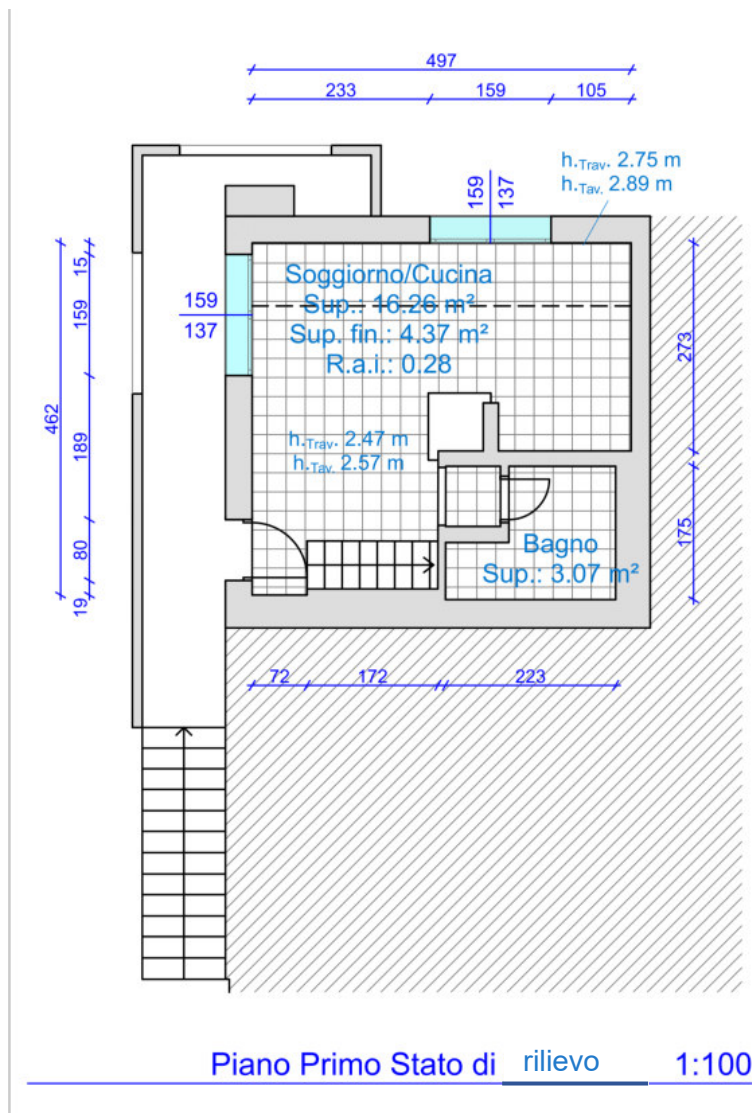 497
233 159 105
h.Trav. 2.75 m
h.Tav. 2.89 m
159
137
Soggiorno/Cucina
Sup.: 16.26 m²
Sup. fin.: 4.37 m²
R.a.i.: 0.28
159
137
15
159
462
189
80
19
273
h.Trav. 2.47 m
h.Tav. 2.57 m
175
Bagno
Sup.: 3.07 m²
72 172 223
Piano Primo Stato di rilievo 1:100